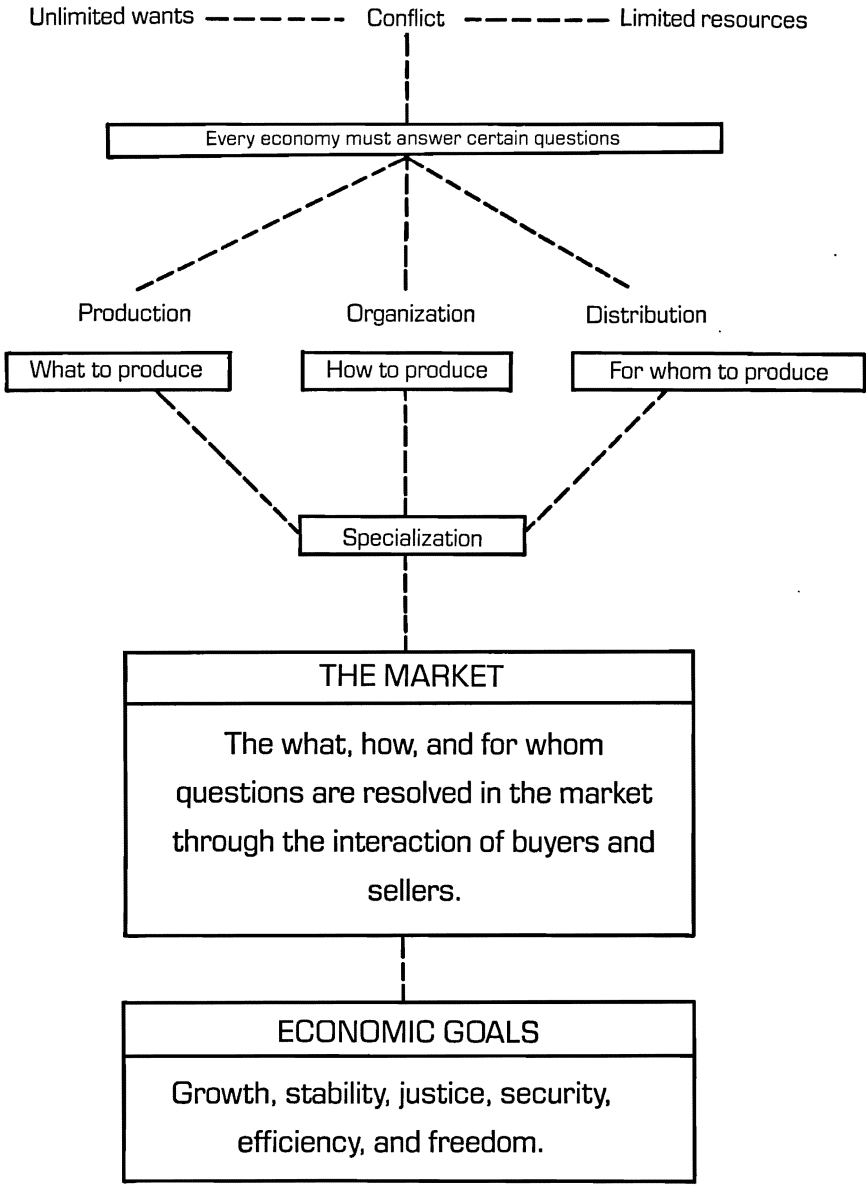 Unlimited wants Conflict Limited resources
Every economy must answer certain questions
Production Organization Distribution
What to produce How to produce For whom to produce
Specialization
THE MARKET
The what, how, and for whom
questions are resolved in the market
through the interaction of buyers and
sellers.
ECONOMIC GOALS
Growth, stability, justice, security,
efficiency, and freedom.